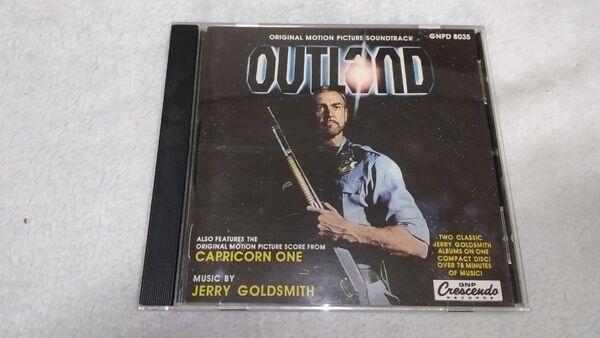 ORIGINAL MOTION PICTURE SOUNDTRACK
GNPD 8035
OUTLAND
ALSO FEATURES THE
ORIGINAL MOTION PICTURE SCORE FROM
CAPRICORN ONE
MUSIC BY
JERRY GOLDSMITH
TWO CLASSIC
JERRY GOLDSMITH
ALBUMS ON ONE
COMPACT DISC!
OVER 78 MINUTES
OF MUSIC!
GNP
Crescendo
RECORDS